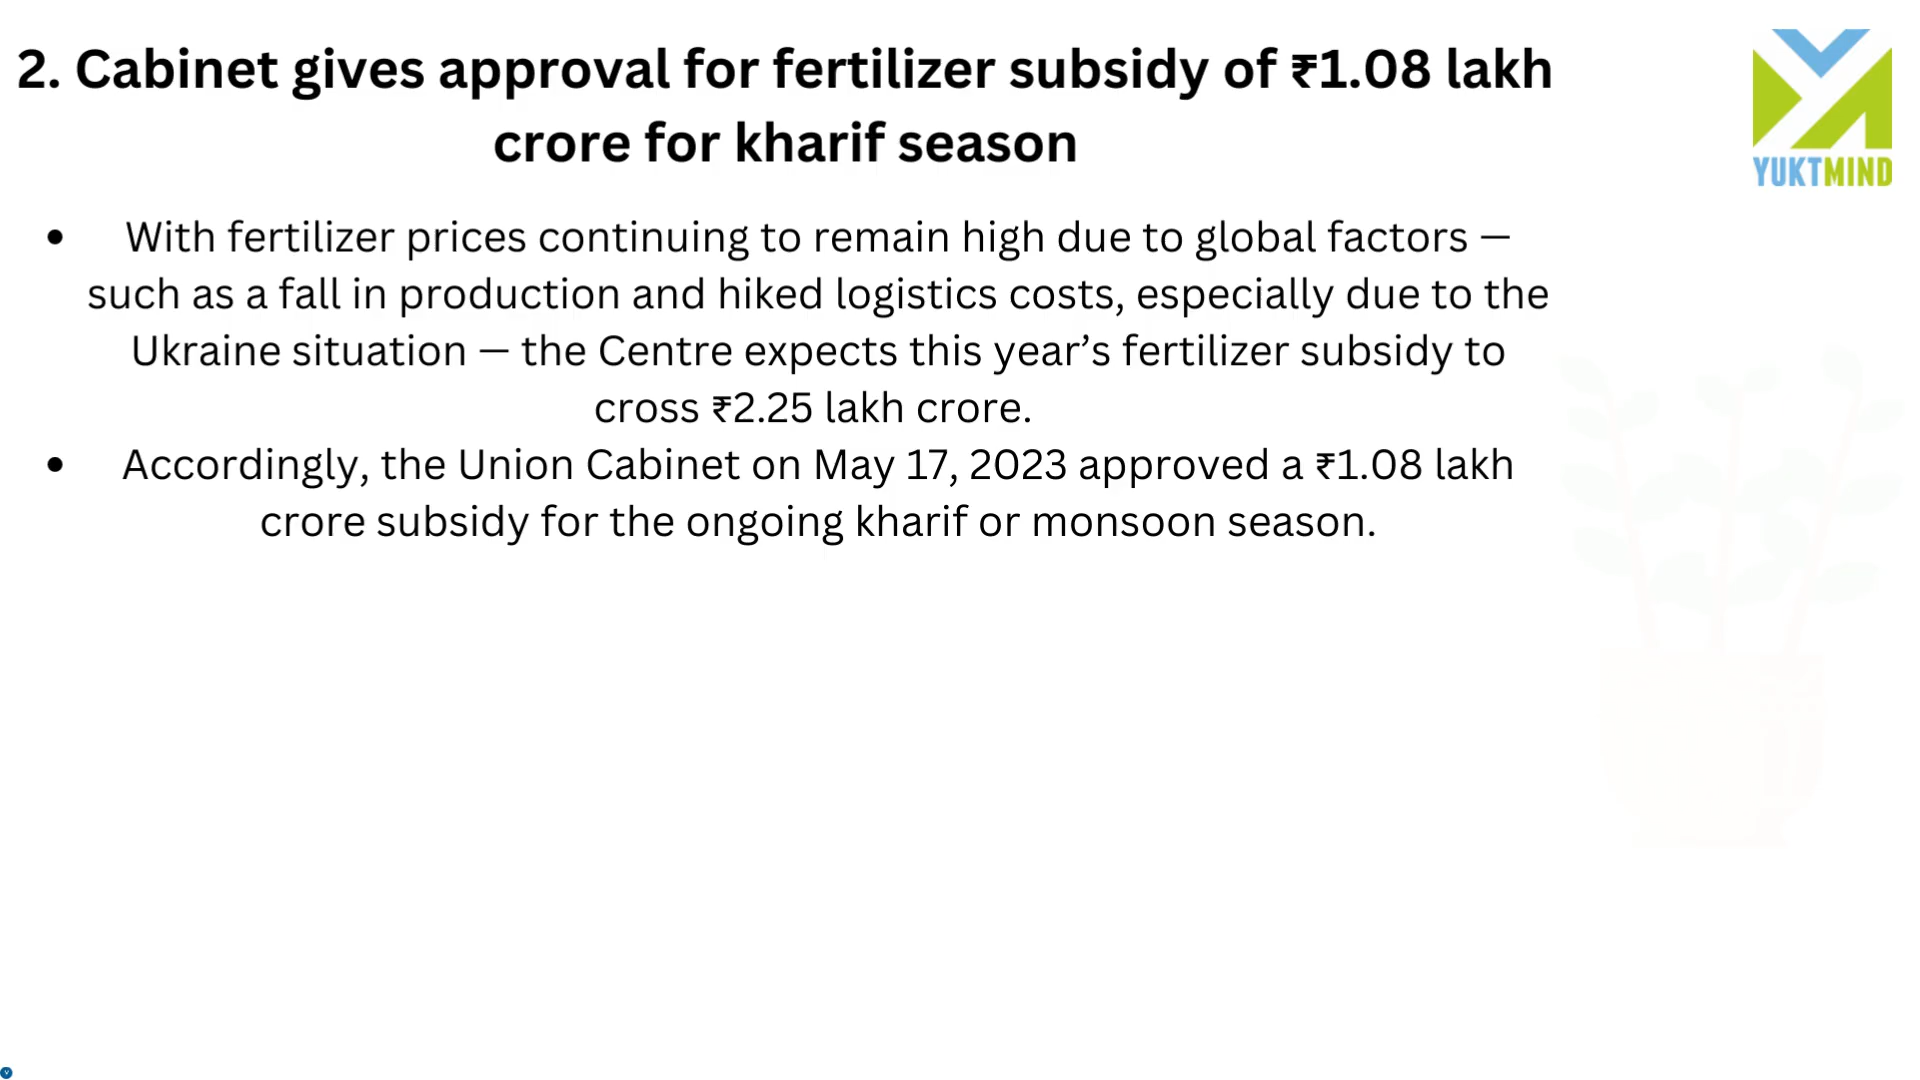 2. Cabinet gives approval for fertilizer subsidy of ₹1.08 lakh
crore for kharif season
YUKTMIND
• With fertilizer prices continuing to remain high due to global factors —
such as a fall in production and hiked logistics costs, especially due to the
Ukraine situation — the Centre expects this year’s fertilizer subsidy to
cross ₹2.25 lakh crore.
• Accordingly, the Union Cabinet on May 17, 2023 approved a ₹1.08 lakh
crore subsidy for the ongoing kharif or monsoon season.